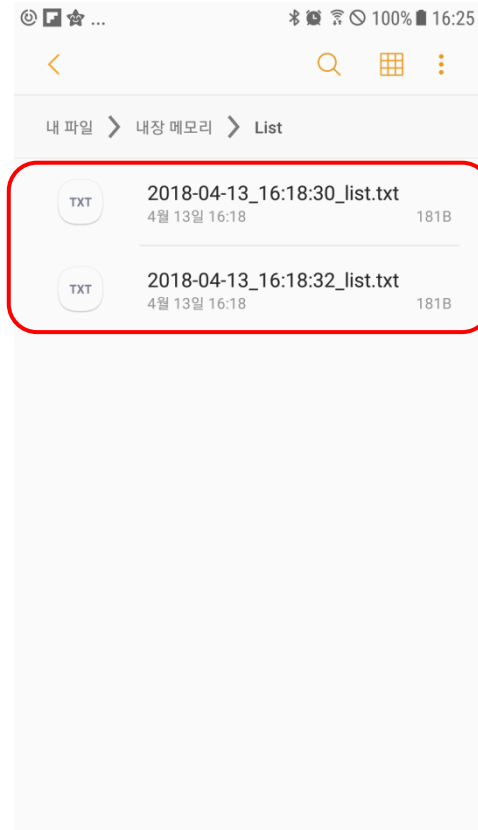 ... 100% 16:25
내 파일 내장 메모리 List
TXT 2018-04-13_16:18:30_list.txt
4월 13일 16:18 181B
TXT 2018-04-13_16:18:32_list.txt
4월 13일 16:18 181B